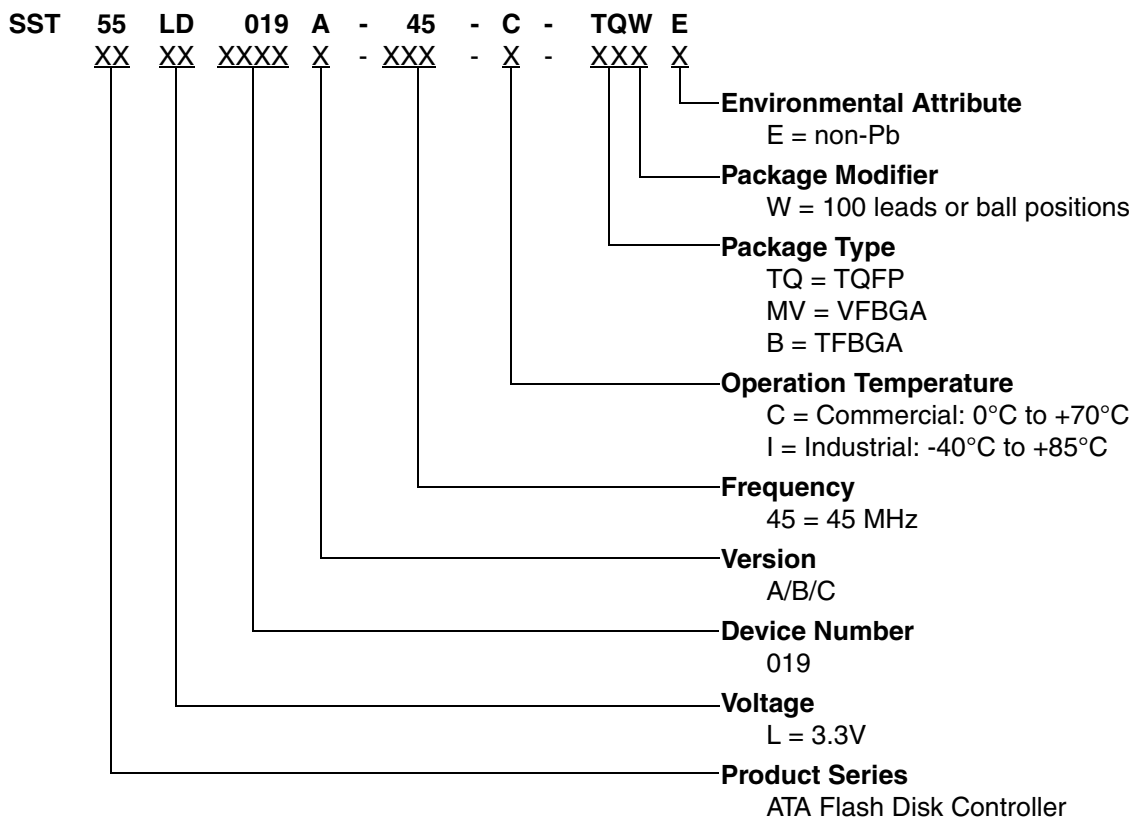 SST 55 LD 019 A - 45 - C - TQW E
XX XX XXXX X - XXX - X - XXX X
Environmental Attribute
E = non-Pb
Package Modifier
W = 100 leads or ball positions
Package Type
TQ = TQFP
MV = VFBGA
B = TFBGA
Operation Temperature
C = Commercial: 0°C to +70°C
I = Industrial: -40°C to +85°C
Frequency
45 = 45 MHz
Version
A/B/C
Device Number
019
Voltage
L = 3.3V
Product Series
ATA Flash Disk Controller